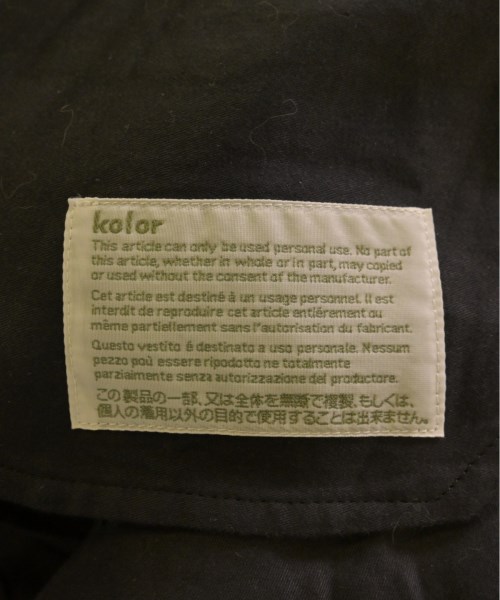 kolor
This article can only be used personal use. No part of
this article, whether in whole or in part, may copied
or used without the consent of the manufacturer.
Cet article est destiné à un usage personnel. Il est
interdit de reproduire cet article entiérement ou
même partiellement sans l'autorisation du fabricant.
Questo vestito é destinato a uso personale. Nessum
pezzo poù essere ripodotto ne totalmente
parzialmente senza autorizzazione del productore.
この製品の一部、又は全体を無断で複製、もしくは、
個人の着用以外の目的で使用することは出来ません。